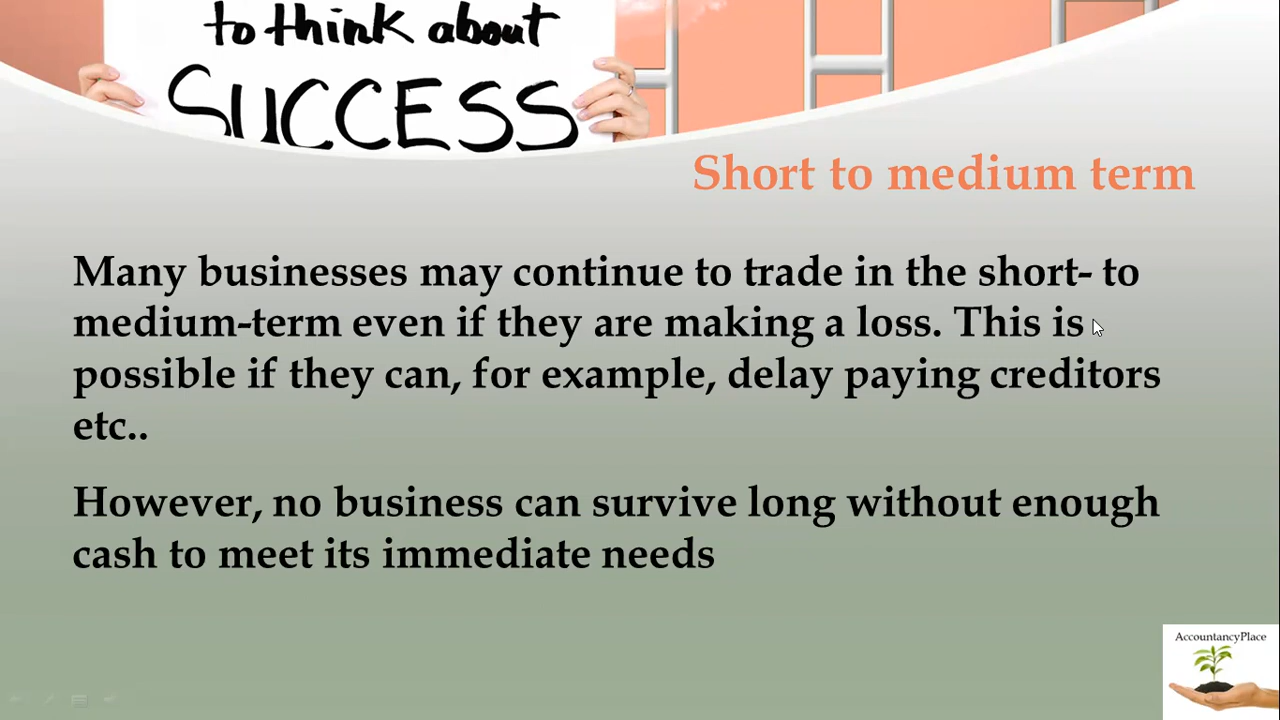 to think about
SUCCESS
Short to medium term
Many businesses may continue to trade in the short- to
medium-term even if they are making a loss. This is
possible if they can, for example, delay paying creditors
etc..
However, no business can survive long without enough
cash to meet its immediate needs
AccountancyPlace